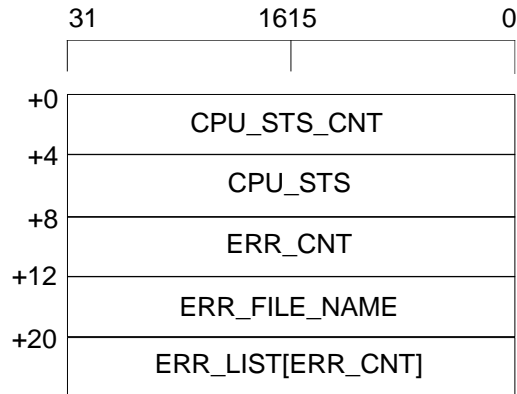 31 1615 0
+0
CPU_STS_CNT
+4
CPU_STS
+8
ERR_CNT
+12
ERR_FILE_NAME
+20
ERR_LIST[ERR_CNT]